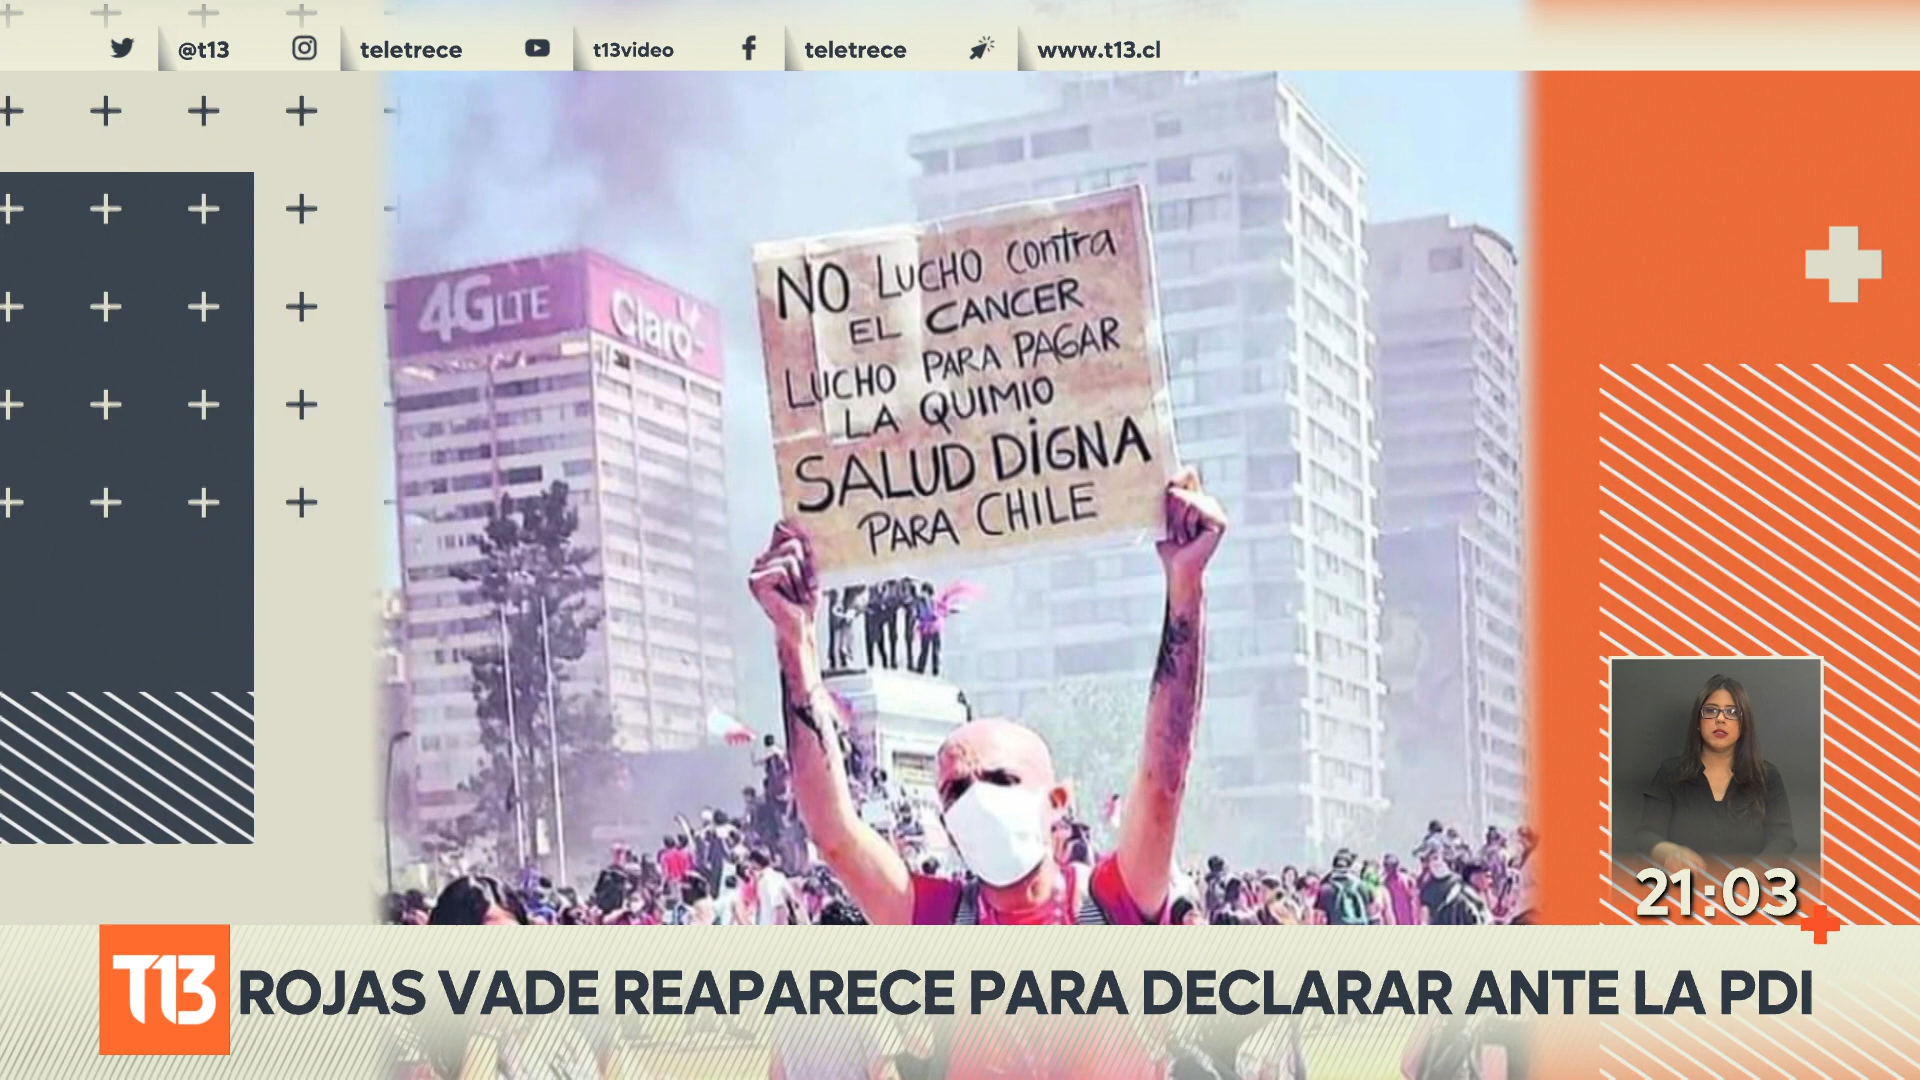 @t13
teletrece
t13video
teletrece
www.t13.cl
4G LTE
Claro
NO LUCHO contra
EL CANCER
LUCHO PARA PAGAR
LA QUIMIO
SALUD DiGNA
PARA CHILE
21:03
T13
ROJAS VADE REAPARECE PARA DECLARAR ANTE LA PDI